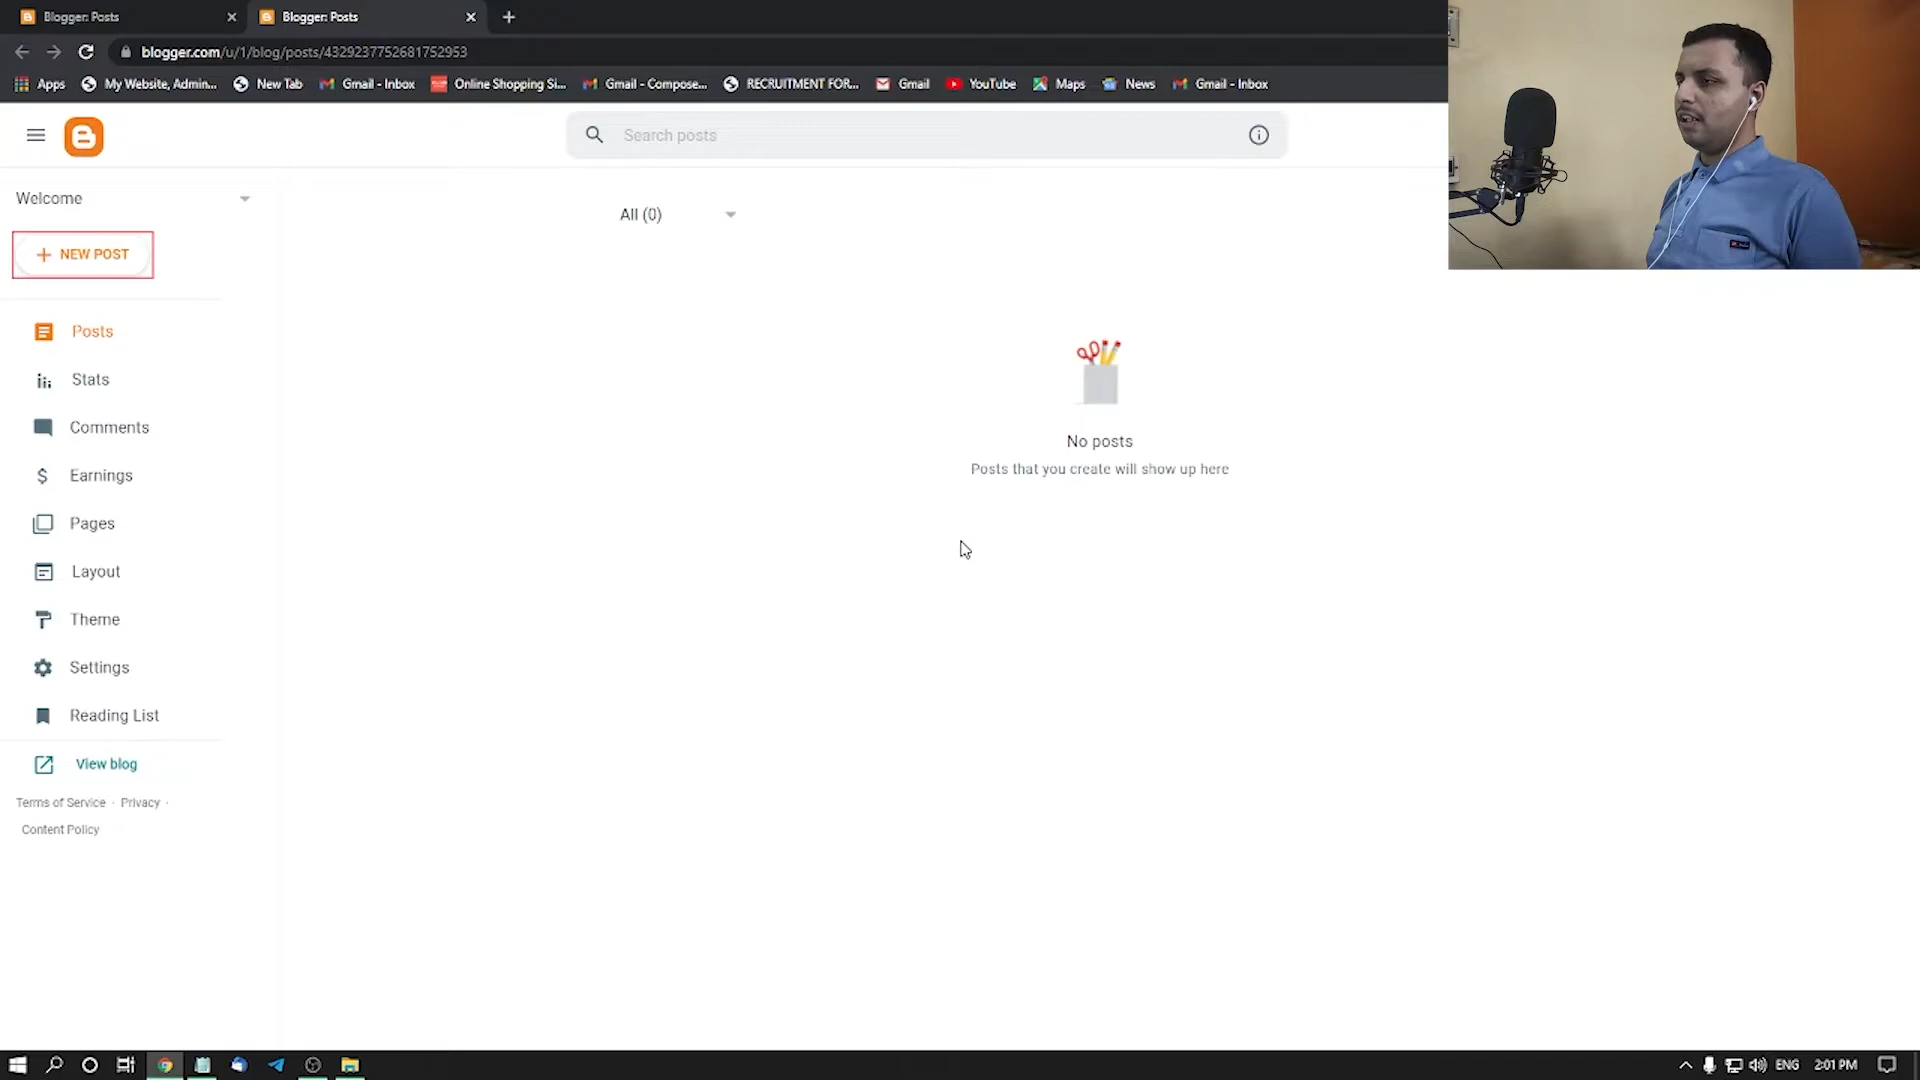 Blogger: Posts
Blogger: Posts
blogger.com/u/1/blog/posts/4329237752681752953
Apps
My Website, Admin...
New Tab
Gmail - Inbox
Online Shopping Si...
Gmail - Compose...
RECRUITMENT FOR...
Gmail
YouTube
Maps
News
Gmail - Inbox
Search posts
Welcome
All (0)
NEW POST
Posts
Stats
Comments
Earnings
Pages
Layout
Theme
Settings
Reading List
View blog
Terms of Service · Privacy ·
Content Policy
No posts
Posts that you create will show up here
ENG
2:01 PM